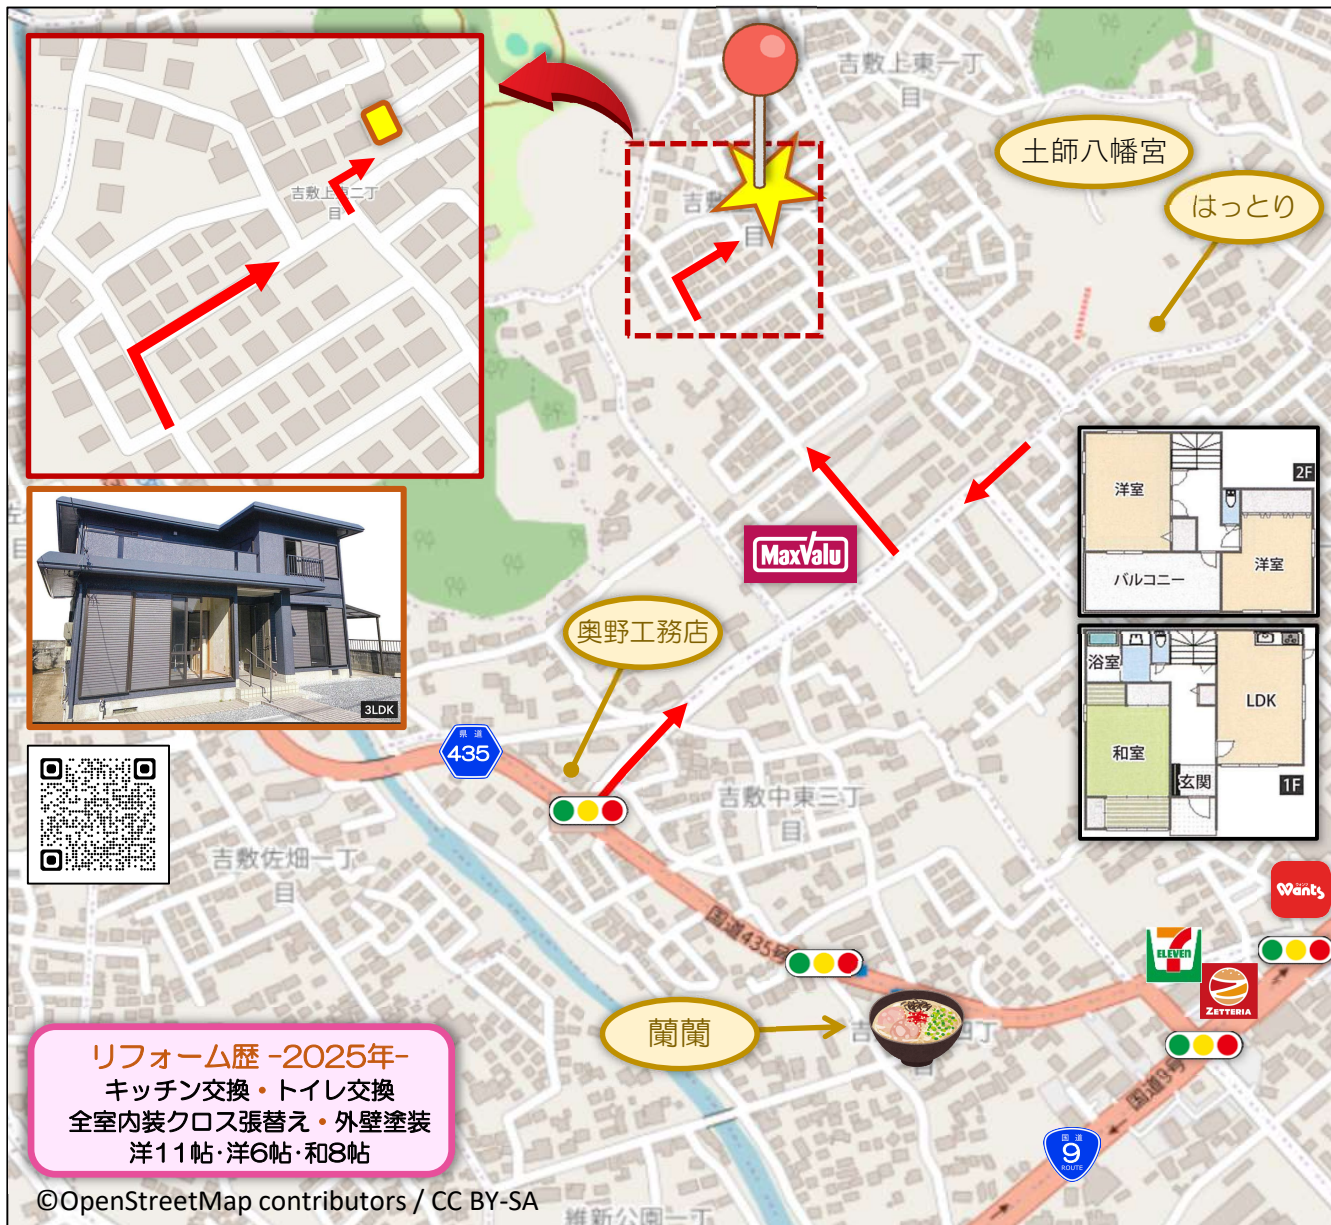 吉敷上東一丁
目
土師八幡宮
はっとり
吉敷上東二丁
目
吉敷
丁
目
2F
洋室
洋室
バルコニー
MaxValu
奥野工務店
浴室
LDK
和室
玄関
1F
3LDK
県道
435
吉敷中東三丁
目
吉敷佐畑一丁
目
Wants
国道435号
ELEVEN
ZETTERIA
蘭蘭
国道9号
リフォーム歴 -2025年-
キッチン交換・トイレ交換
全室内装クロス張替え・外壁塗装
洋11帖・洋6帖・和8帖
国道
9
ROUTE
©OpenStreetMap contributors / CC BY-SA
維新公園一丁